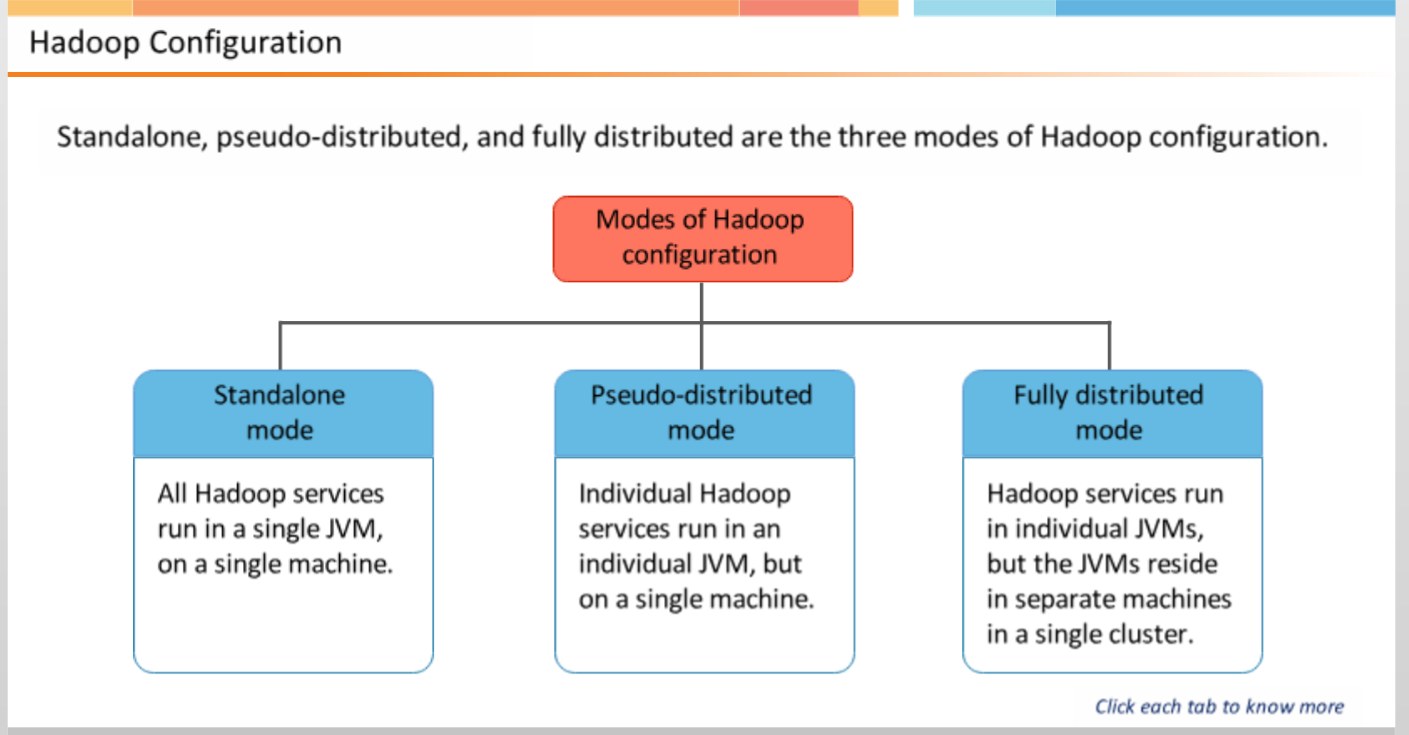 Hadoop Configuration
Standalone, pseudo-distributed, and fully distributed are the three modes of Hadoop configuration.
Modes of Hadoop
configuration
Standalone
mode
All Hadoop services
run in a single JVM,
on a single machine.
Pseudo-distributed
mode
Individual Hadoop
services run in an
individual JVM, but
on a single machine.
Fully distributed
mode
Hadoop services run
in individual JVMs,
but the JVMs reside
in separate machines
in a single cluster.
Click each tab to know more